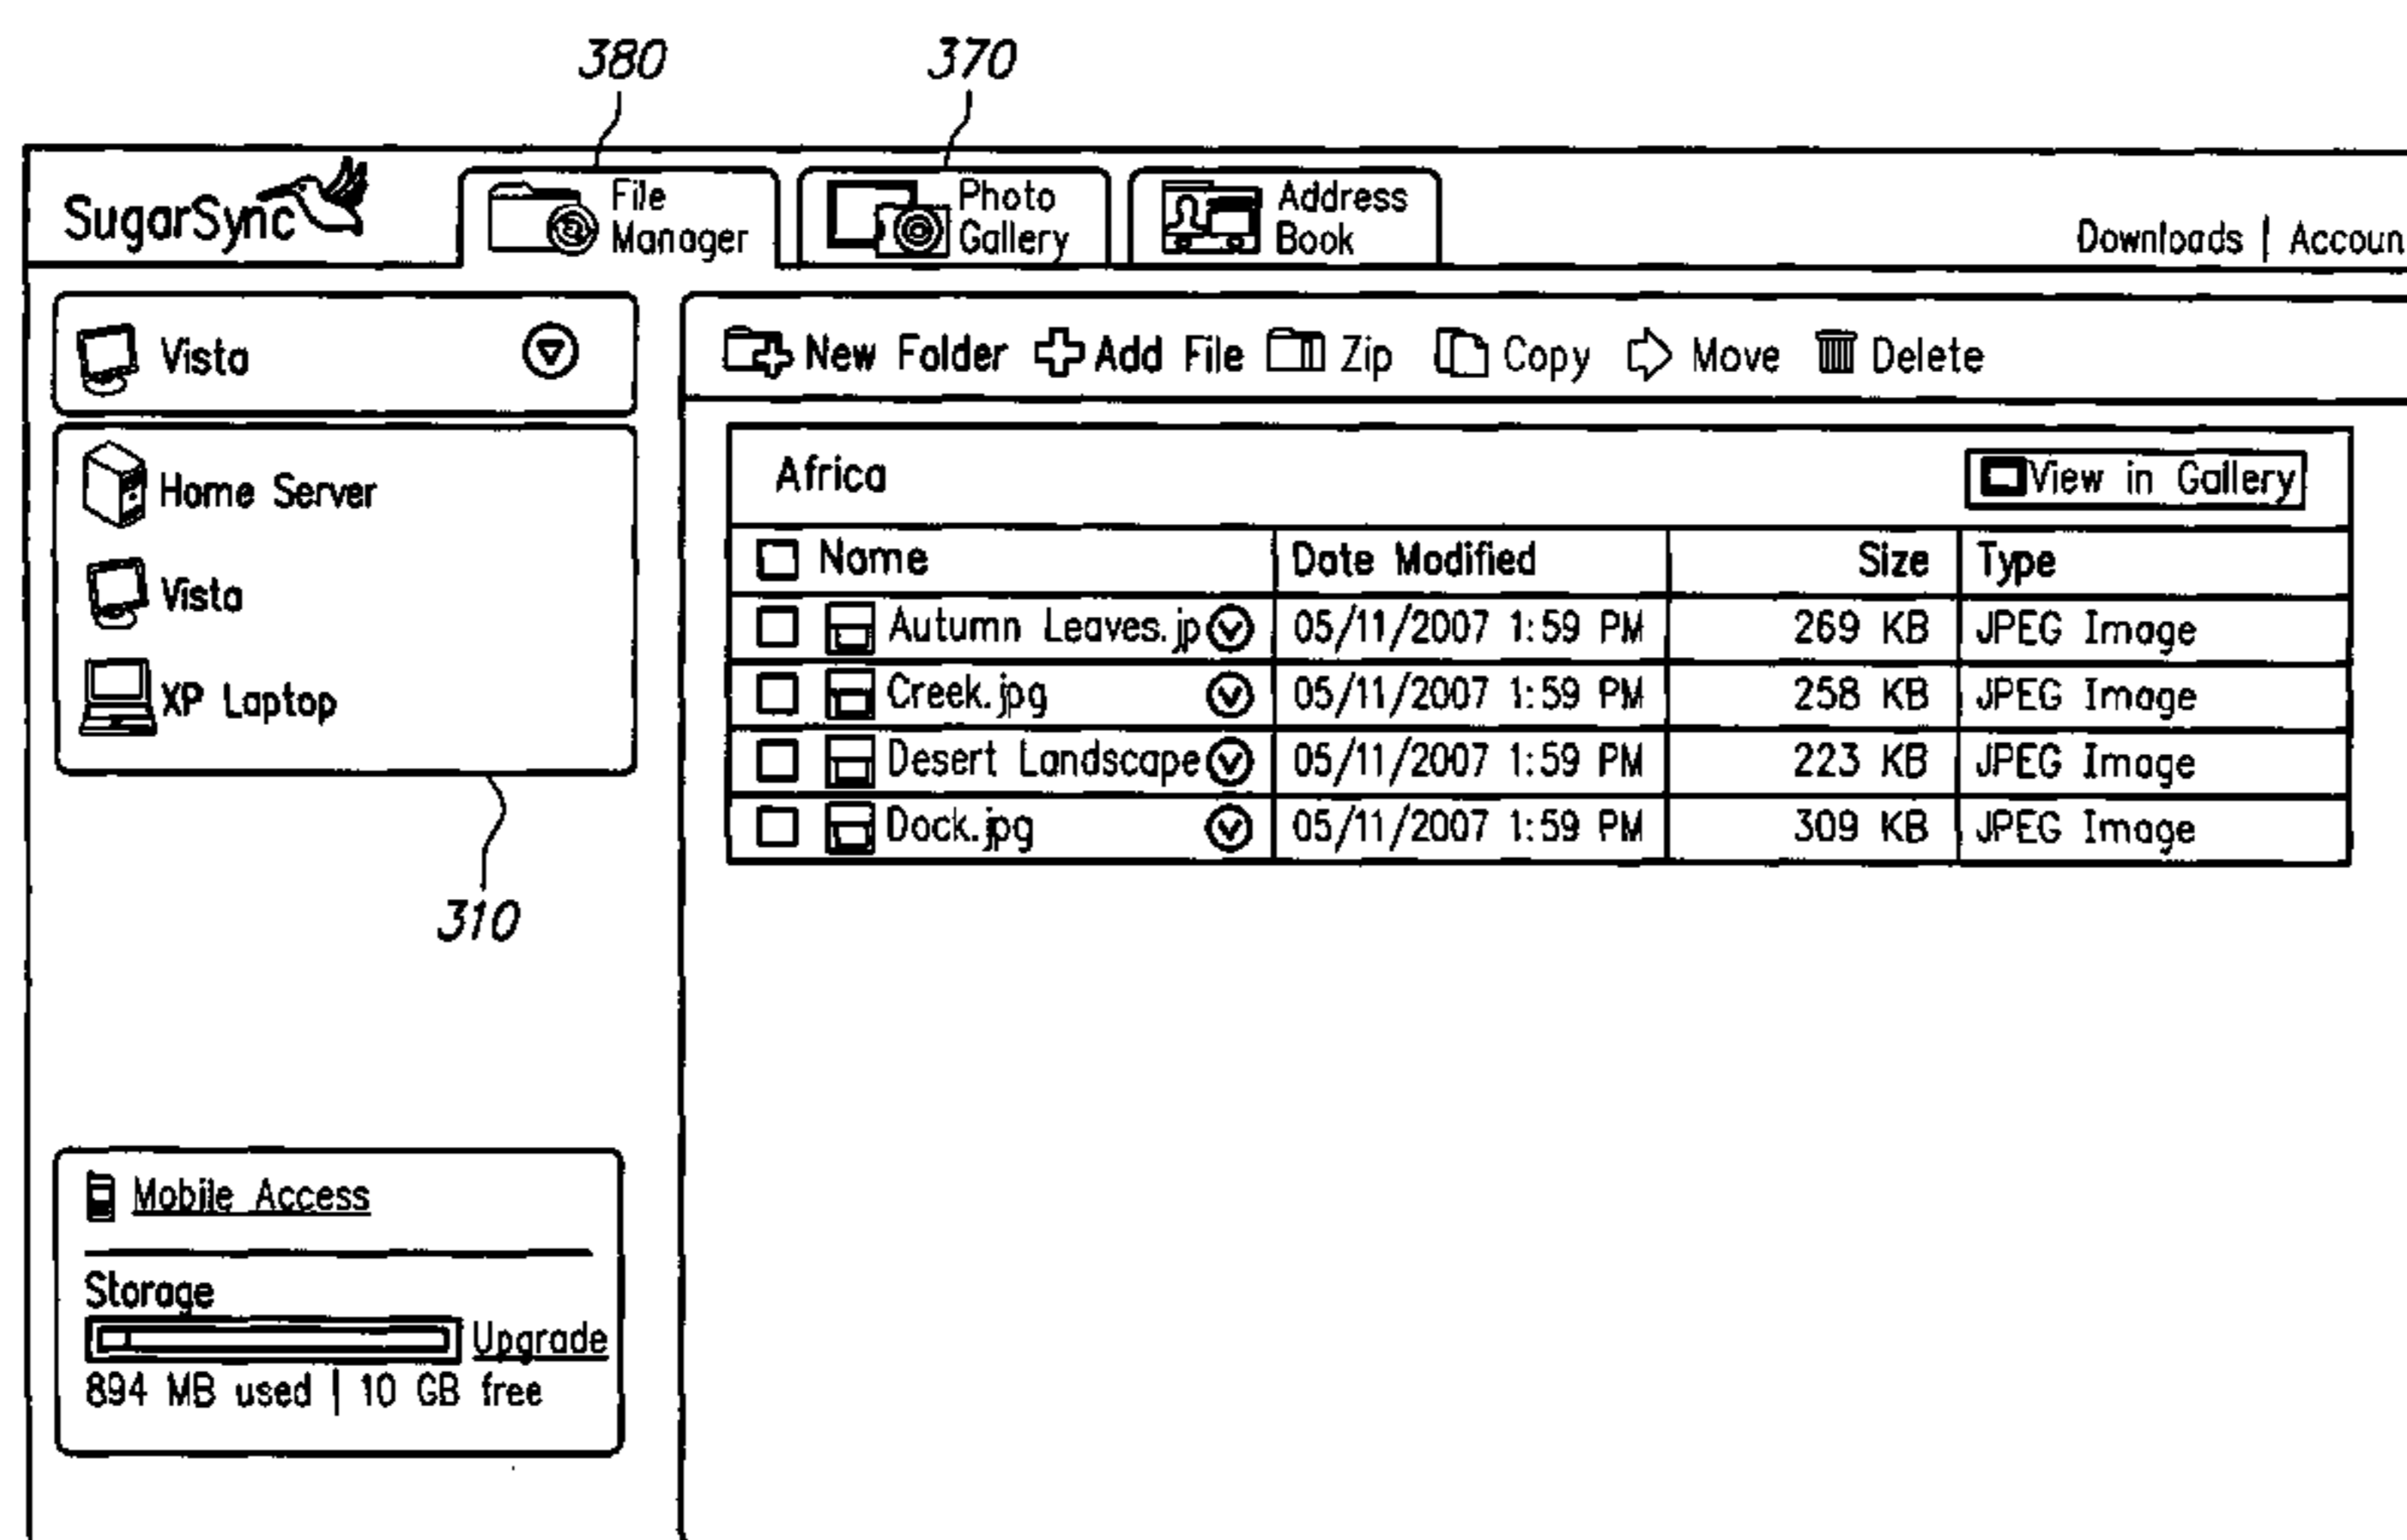 380 370
SugarSync File Manager Photo Gallery Address Book Downloads | Accoun
Vista
New Folder Add File Zip Copy Move Delete
Home Server
Vista
XP Laptop
310
Africa View in Gallery
Name Date Modified Size Type
Autumn Leaves.jp 05/11/2007 1:59 PM 269 KB JPEG Image
Creek.jpg 05/11/2007 1:59 PM 258 KB JPEG Image
Desert Landscape 05/11/2007 1:59 PM 223 KB JPEG Image
Dock.jpg 05/11/2007 1:59 PM 309 KB JPEG Image
Mobile Access
Storage
Upgrade
894 MB used | 10 GB free